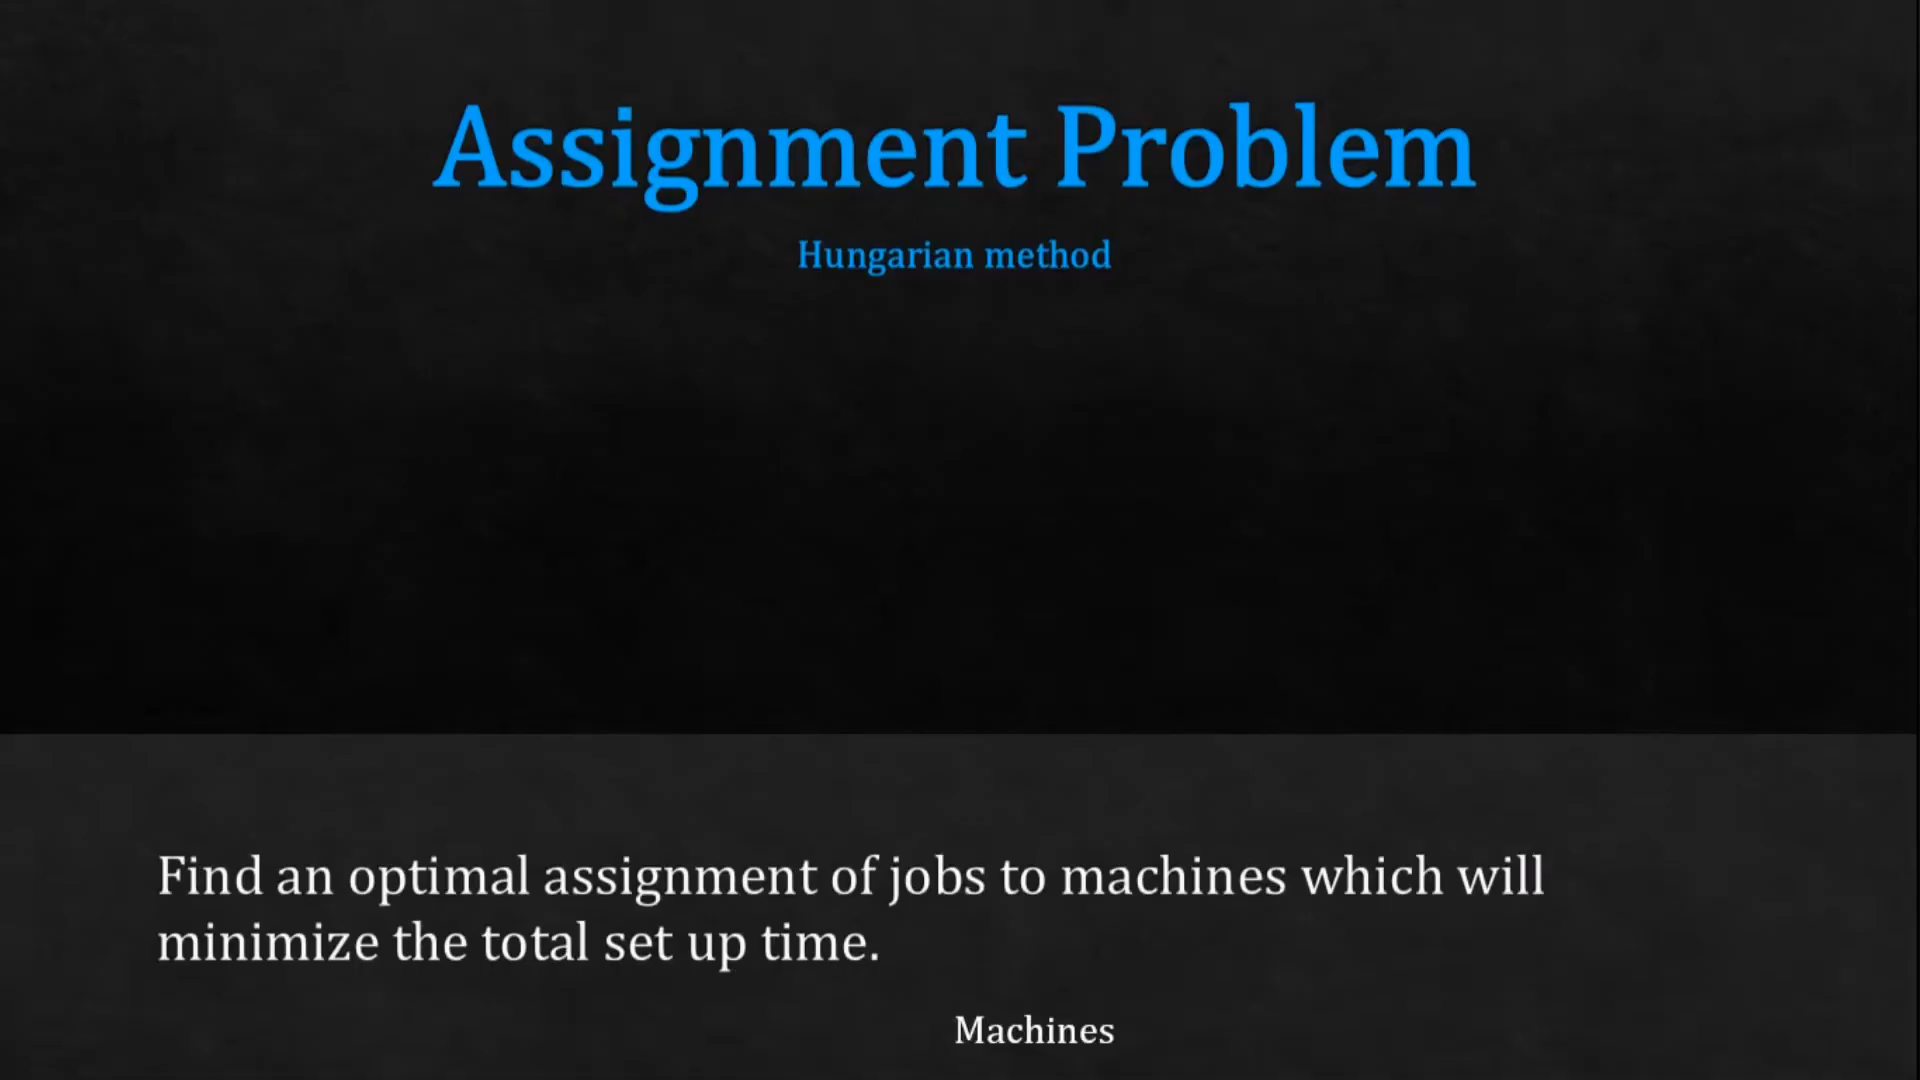 Assignment Problem
Hungarian method
Find an optimal assignment of jobs to machines which will
minimize the total set up time.
Machines